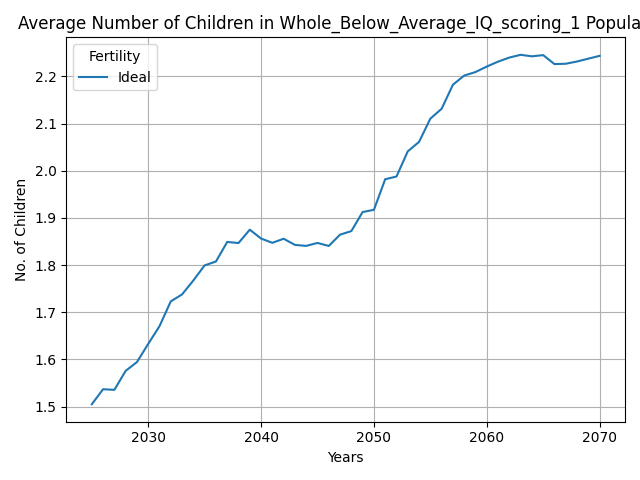 Average Number of Children in Whole_Below_Average_IQ_scoring_1 Popula
Fertility
Ideal
2.2
2.1
2.0
1.9
1.8
1.7
1.6
1.5
No. of Children
2030 2040 2050 2060 2070
Years